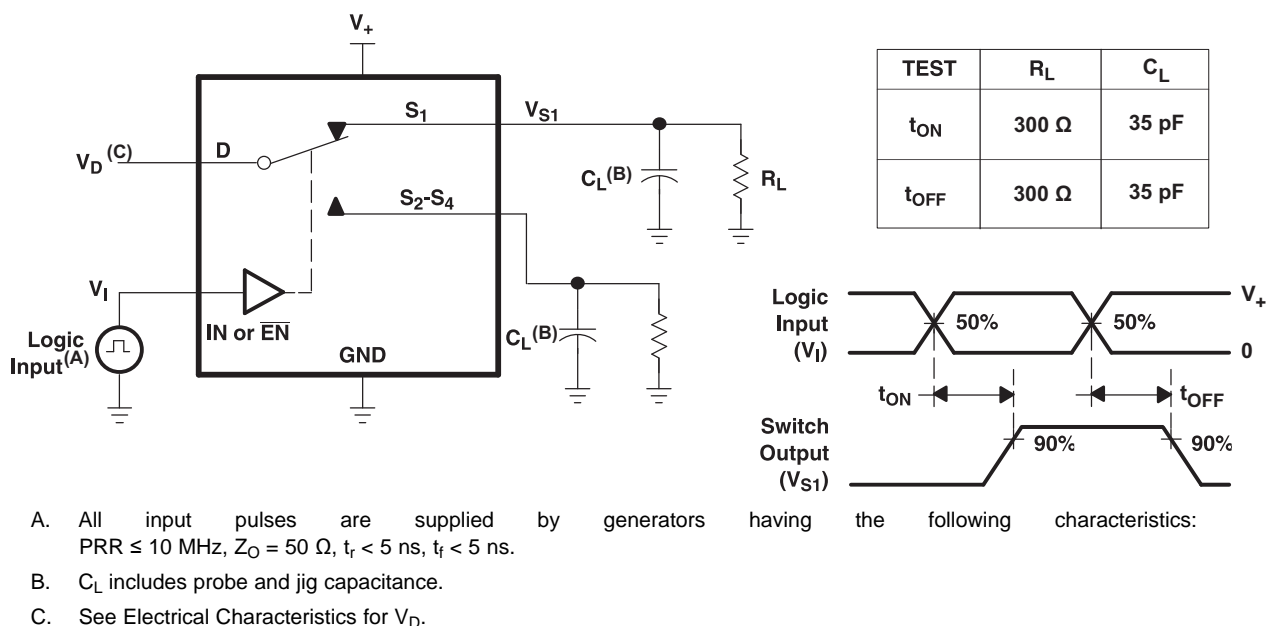 V+
S1
VS1
D
VD(C)
CL(B)
RL
S2-S4
VI
IN or EN
CL(B)
Logic
Input(A)
GND
TEST RL CL
tON 300 Ω 35 pF
tOFF 300 Ω 35 pF
Logic
Input
(VI)
50%
50%
V+
0
tON
tOFF
Switch
Output
(VS1)
90%
90%
A. All input pulses are supplied by generators having the following characteristics:
PRR ≤ 10 MHz, ZO = 50 Ω, tr < 5 ns, tf < 5 ns.
B. CL includes probe and jig capacitance.
C. See Electrical Characteristics for VD.